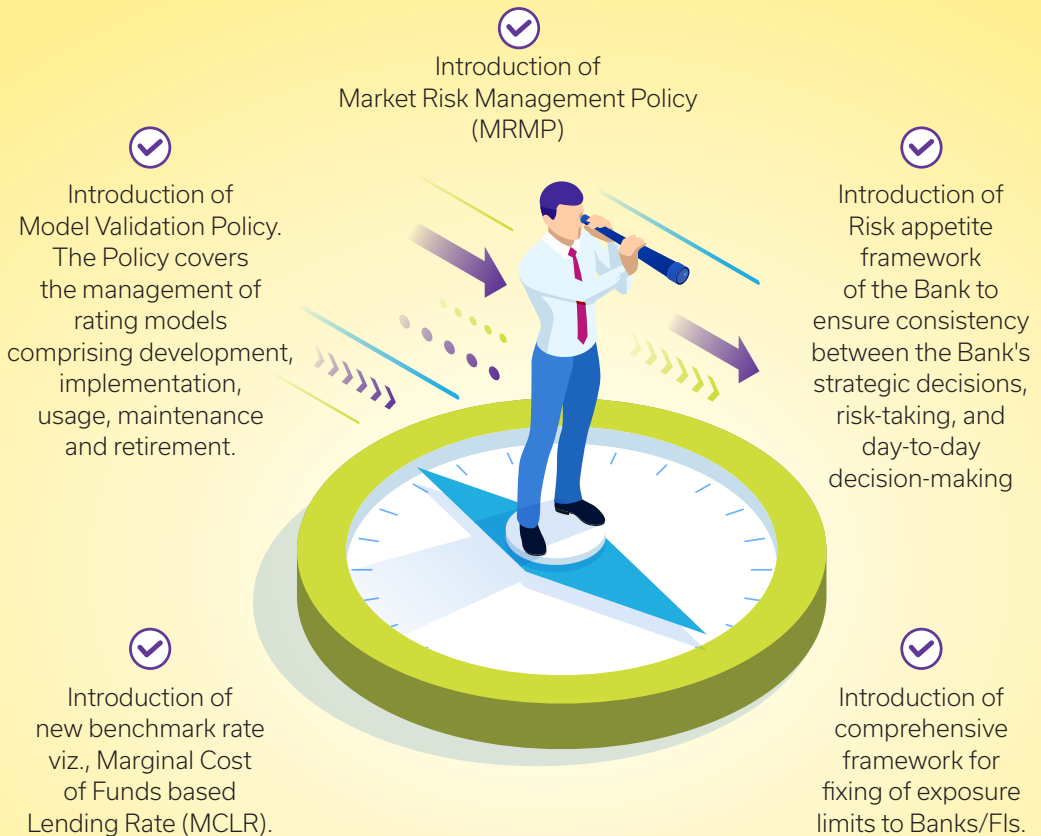 Introduction of
Market Risk Management Policy
(MRMP)
Introduction of
Model Validation Policy.
The Policy covers
the management of
rating models
comprising development,
implementation,
usage, maintenance
and retirement.
Introduction of
Risk appetite
framework
of the Bank to
ensure consistency
between the Bank's
strategic decisions,
risk-taking, and
day-to-day
decision-making
Introduction of
new benchmark rate
viz., Marginal Cost
of Funds based
Lending Rate (MCLR).
Introduction of
comprehensive
framework for
fixing of exposure
limits to Banks/FIs.